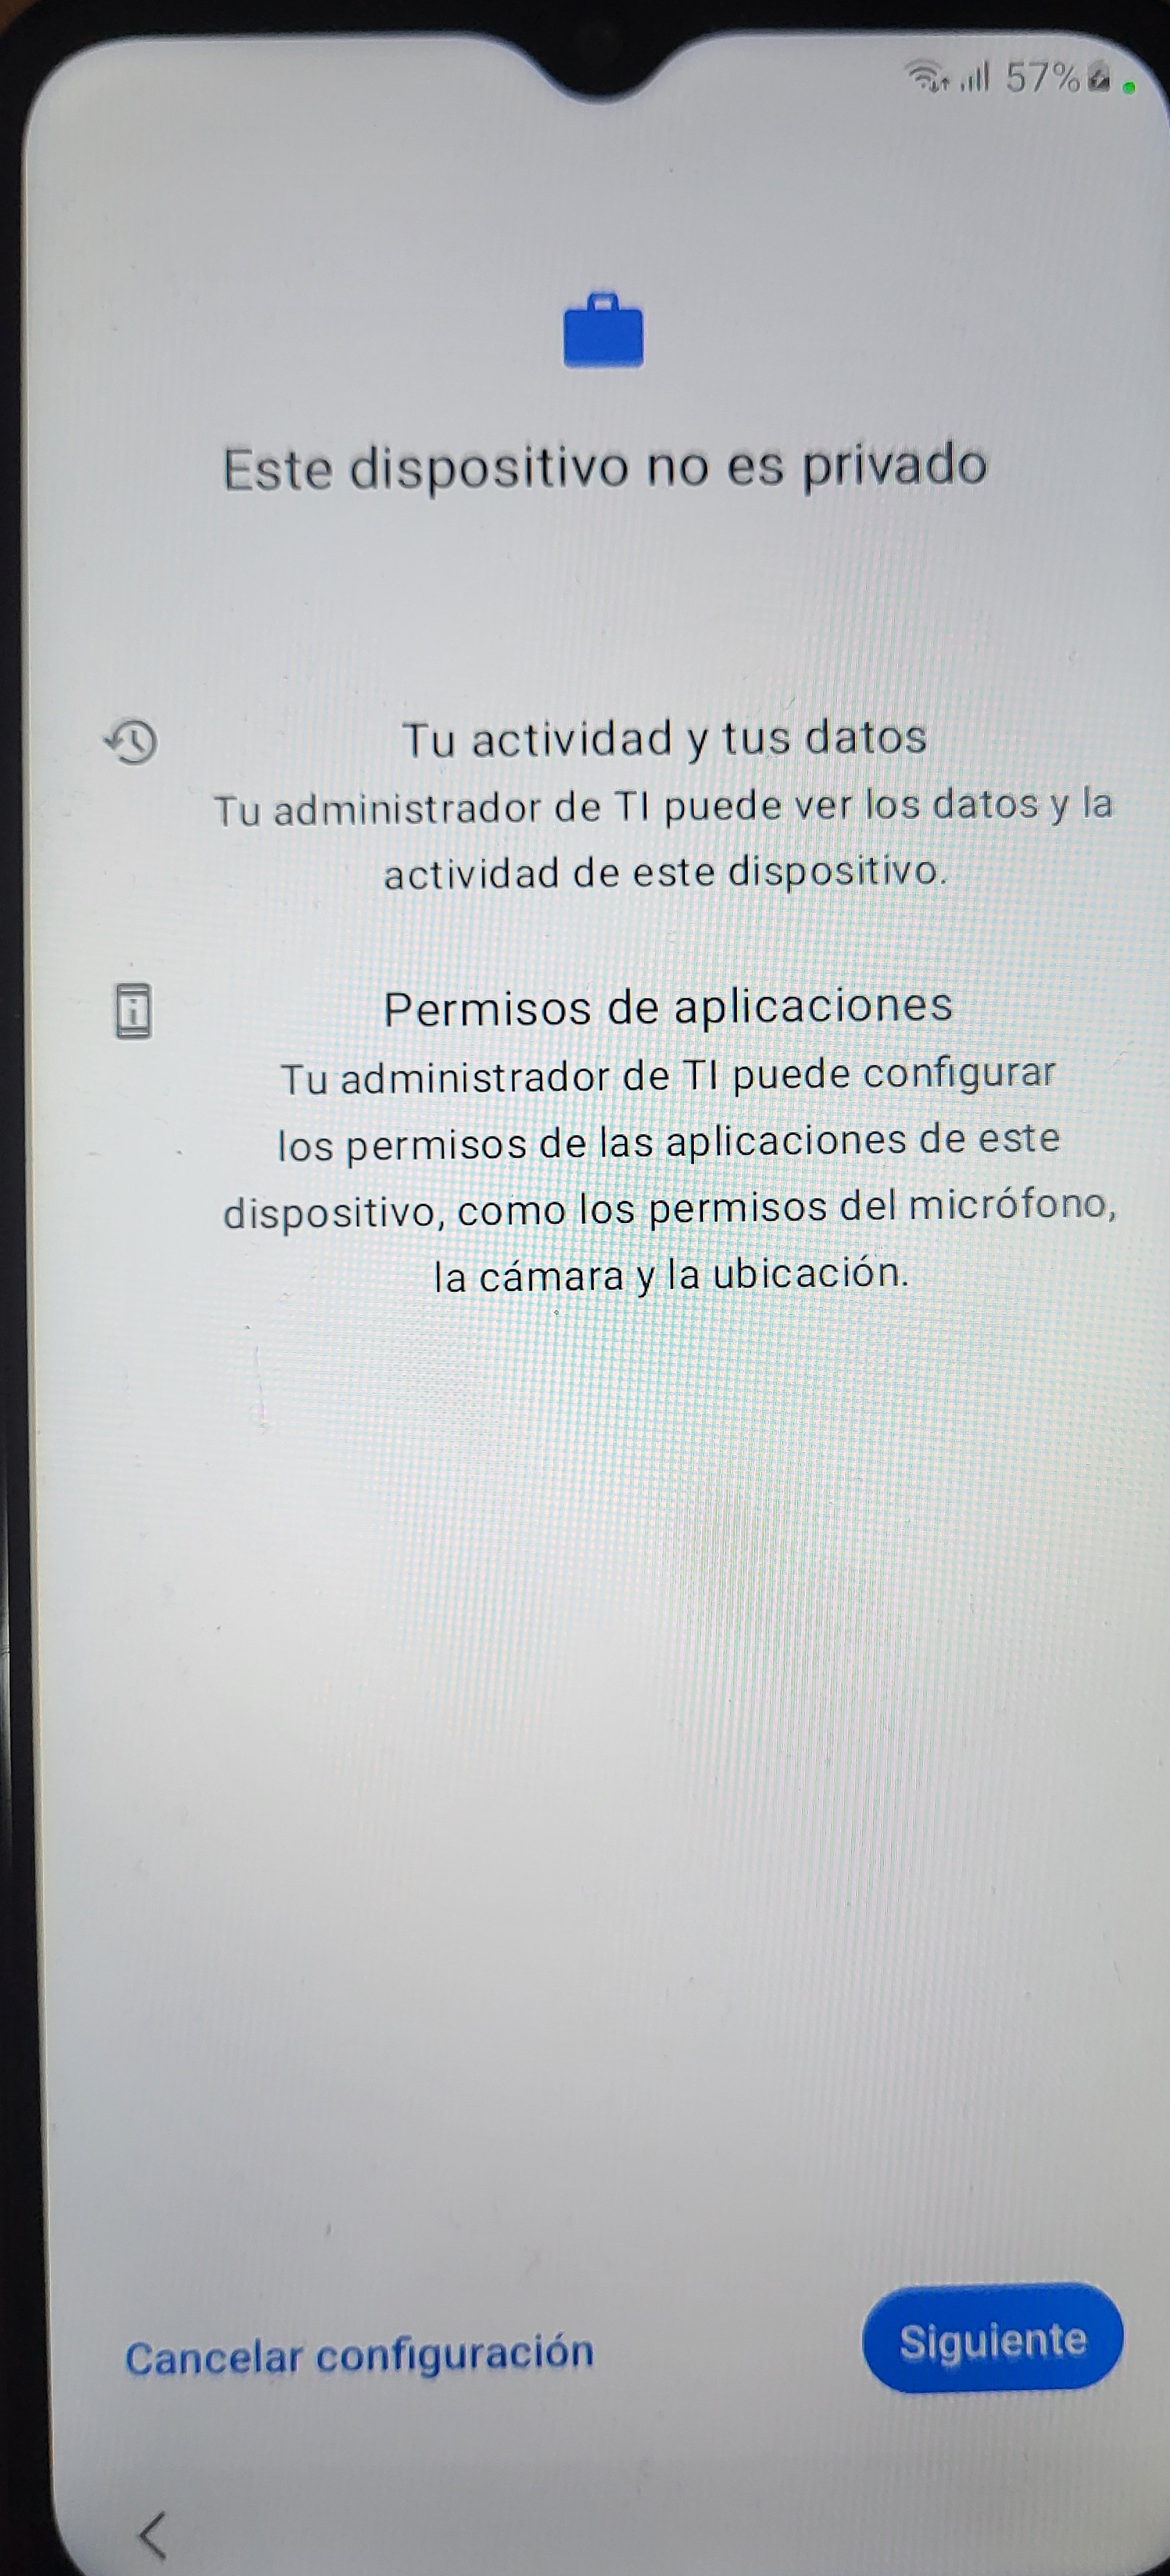 57%
Este dispositivo no es privado
Tu actividad y tus datos
Tu administrador de TI puede ver los datos y la
actividad de este dispositivo.
Permisos de aplicaciones
Tu administrador de TI puede configurar
los permisos de las aplicaciones de este
dispositivo, como los permisos del micrófono,
la cámara y la ubicación.
Cancelar configuración
Siguiente